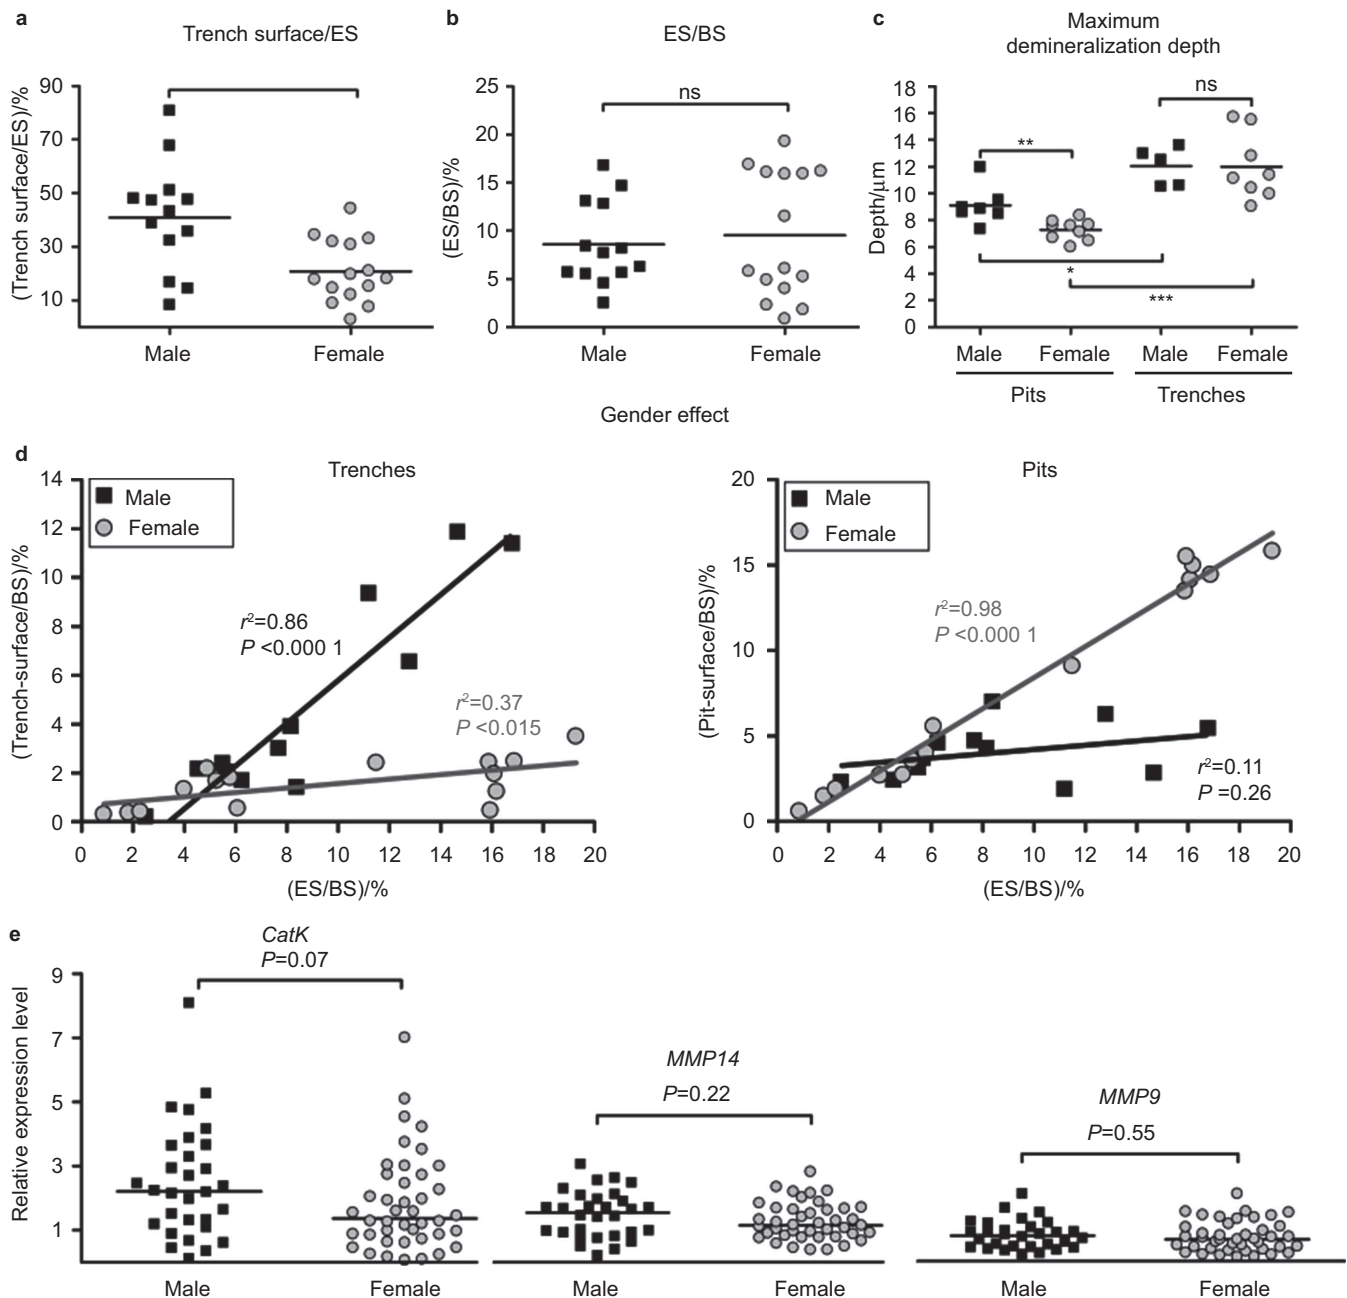 a
Trench surface/ES
(Trench surface/ES)/%
90
70
50
30
10
Male
Female
b
ES/BS
(ES/BS)/%
25
20
15
10
5
0
ns
Male
Female
c
Maximum
demineralization depth
Depth/µm
18
16
14
12
10
8
6
4
2
0
**
ns
*
***
Male
Female
Male
Female
Pits
Trenches
Gender effect
d
Trenches
Male
Female
(Trench-surface/BS)/%
14
12
10
8
6
4
2
0
r²=0.86
P <0.000 1
r²=0.37
P <0.015
0 2 4 6 8 10 12 14 16 18 20
(ES/BS)/%
Pits
Male
Female
(Pit-surface/BS)/%
20
15
10
5
0
r²=0.98
P <0.000 1
r²=0.11
P =0.26
0 2 4 6 8 10 12 14 16 18 20
(ES/BS)/%
e
Relative expression level
9
7
5
3
1
CatK
P=0.07
Male
Female
MMP14
P=0.22
Male
Female
MMP9
P=0.55
Male
Female